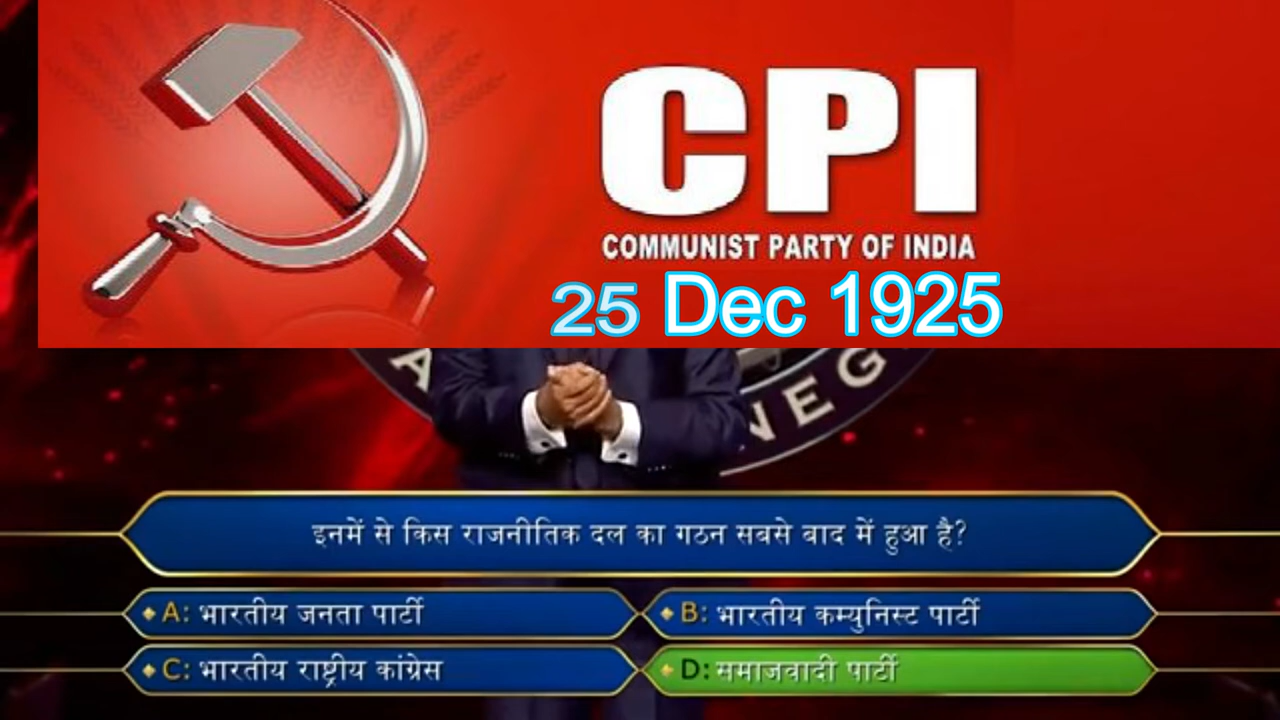 CPI
COMMUNIST PARTY OF INDIA
25 Dec 1925
A NEG
इनमें से किस राजनीतिक दल का गठन सबसे बाद में हुआ है?
A: भारतीय जनता पार्टी
B: भारतीय कम्युनिस्ट पार्टी
C: भारतीय राष्ट्रीय कांग्रेस
D: समाजवादी पार्टी